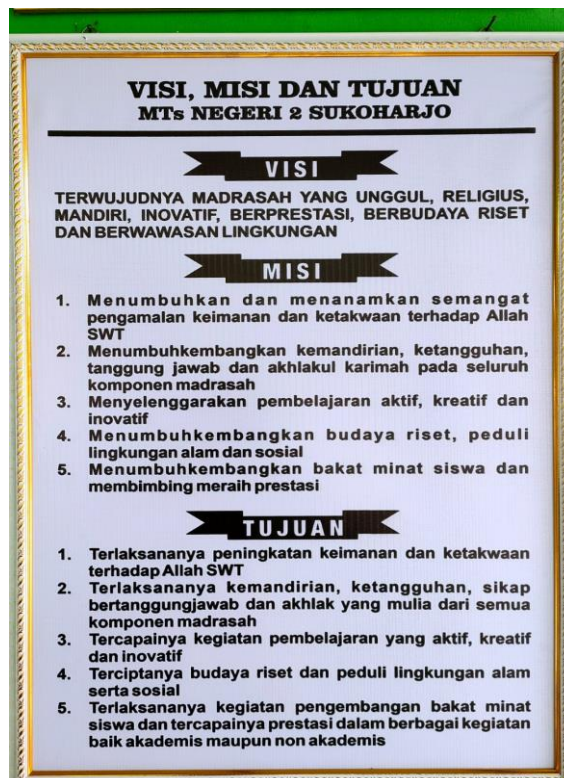 VISI, MISI DAN TUJUAN
MTs NEGERI 2 SUKOHARJO
VISI
TERWUJUDNYA MADRASAH YANG UNGGUL, RELIGIUS,
MANDIRI, INOVATIF, BERPRESTASI, BERBUDAYA RISET
DAN BERWAWASAN LINGKUNGAN
MISI
1. Menumbuhkan dan menanamkan semangat
pengamalan keimanan dan ketakwaan terhadap Allah
SWT
2. Menumbuhkembangkan kemandirian, ketangguhan,
tanggung jawab dan akhlakul karimah pada seluruh
komponen madrasah
3. Menyelenggarakan pembelajaran aktif, kreatif dan
inovatif
4. Menumbuhkembangkan budaya riset, peduli
lingkungan alam dan sosial
5. Menumbuhkembangkan bakat minat siswa dan
membimbing meraih prestasi
TUJUAN
1. Terlaksananya peningkatan keimanan dan ketakwaan
terhadap Allah SWT
2. Terlaksananya kemandirian, ketangguhan, sikap
bertanggungjawab dan akhlak yang mulia dari semua
komponen madrasah
3. Tercapainya kegiatan pembelajaran yang aktif, kreatif
dan inovatif
4. Terciptanya budaya riset dan peduli lingkungan alam
serta sosial
5. Terlaksananya kegiatan pengembangan bakat minat
siswa dan tercapainya prestasi dalam berbagai kegiatan
baik akademis maupun non akademis